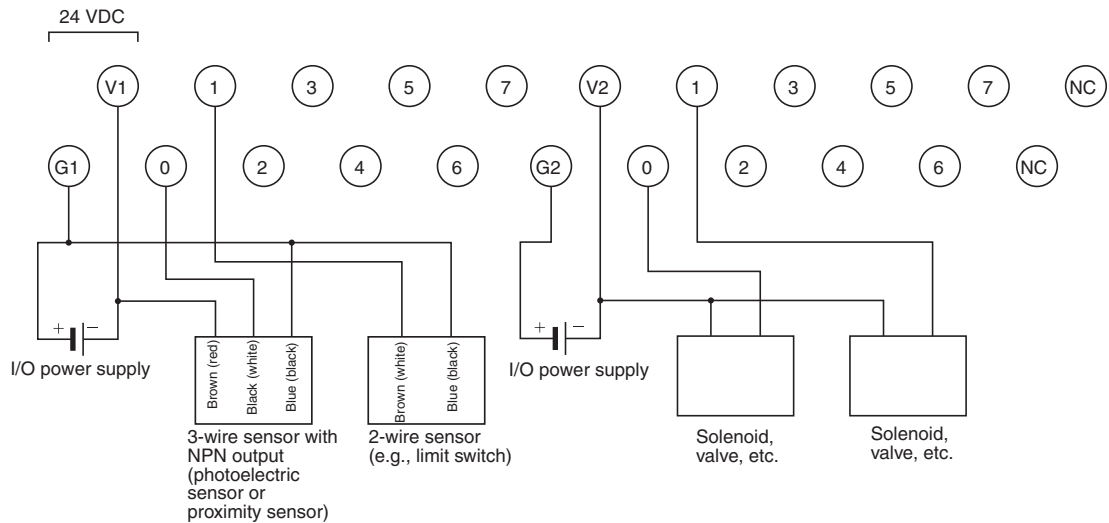 24 VDC
V1 1 3 5 7 V2 1 3 5 7 NC
G1 0 2 4 6 G2 0 2 4 6 NC
+ −
I/O power supply
Brown (red)
Black (white)
Blue (black)
3-wire sensor with
NPN output
(photoelectric
sensor or
proximity sensor)
Brown (white)
Blue (black)
2-wire sensor
(e.g., limit switch)
+ −
I/O power supply
Solenoid,
valve, etc.
Solenoid,
valve, etc.